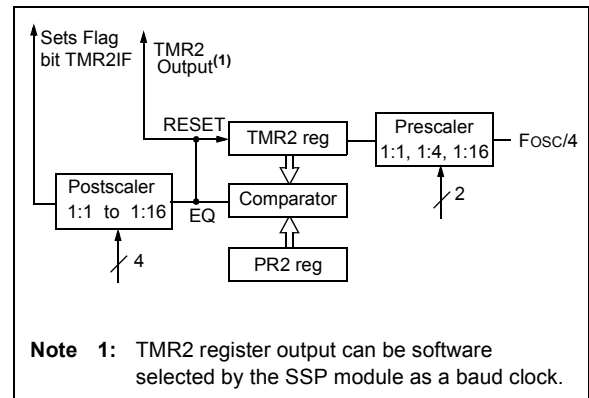 Sets Flag
bit TMR2IF
TMR2
Output(1)
RESET
TMR2 reg
Prescaler
1:1, 1:4, 1:16
FOSC/4
2
Postscaler
1:1 to 1:16
EQ
Comparator
4
PR2 reg
Note 1: TMR2 register output can be software
selected by the SSP module as a baud clock.